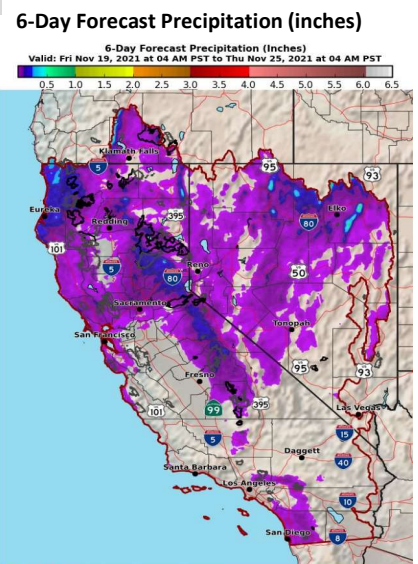 6-Day Forecast Precipitation (inches)
6-Day Forecast Precipitation (Inches)
Valid: Fri Nov 19, 2021 at 04 AM PST to Thu Nov 25, 2021 at 04 AM PST
0.5 1.0 1.5 2.0 2.5 3.0 3.5 4.0 4.5 5.0 5.5 6.0 6.5
Klamath Falls
5
95
93
Eureka
Elko
Redding
395
80
101
Reno
5
80
50
Sacramento
Tonopah
San Francisco
95
93
Fresno
101
99
395
Las Vegas
5
15
Daggett
40
Santa Barbara
Los Angeles
10
San Diego
8